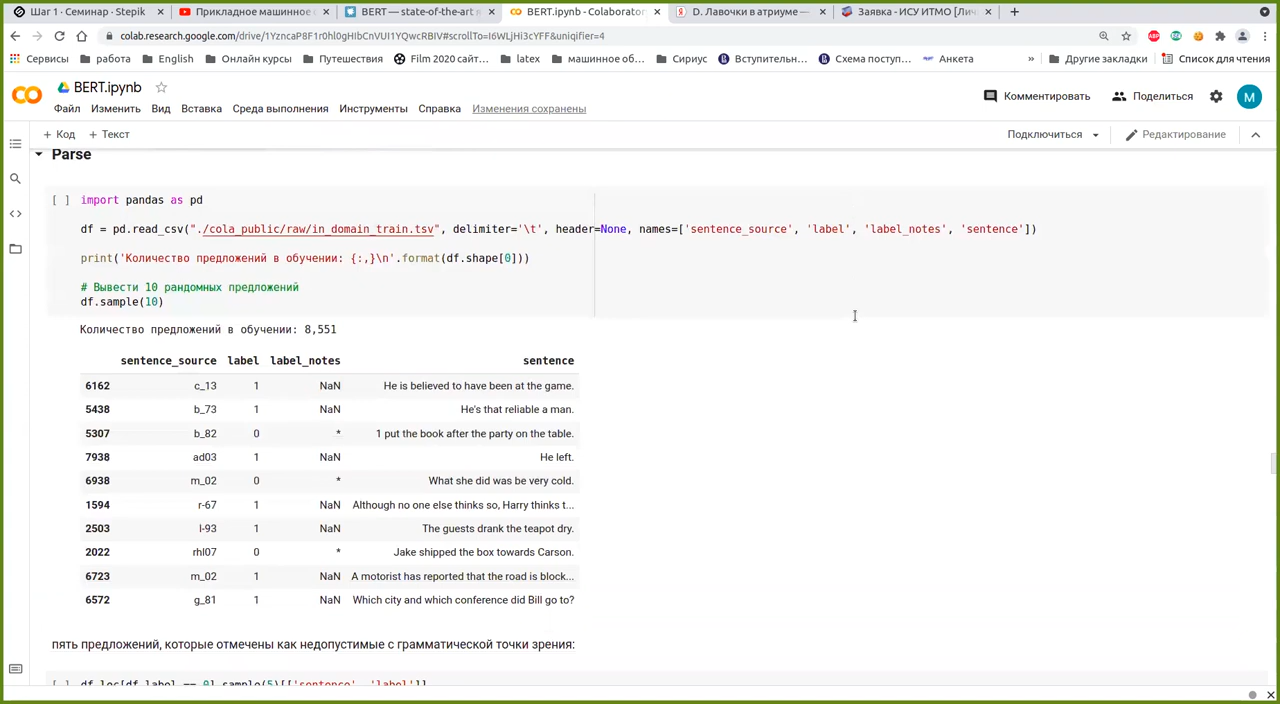 Шаг 1 · Семинар · Stepik
Прикладное машинное
BERT — state-of-the-art
BERT.ipynb - Colaborator
D. Лавочки в атриуме —
Заявка - ИСУ ИТМО [Лич
colab.research.google.com/drive/
Сервисы
работа
English
Онлайн курсы
Путешествия
Film 2020 сайт...
latex
машинное об...
Сириус
Вступительн...
Схема поступ...
Анкета
»
Другие закладки
Список для чтения
BERT.ipynb
Файл Изменить Вид Вставка Среда выполнения Инструменты Справка Изменения сохранены
Комментировать
Поделиться
M
+ Код + Текст
Подключиться
Редактирование
Parse
[ ] import pandas as pd
df = pd.read_csv("./cola_public/raw/in_domain_train.tsv", delimiter='\t', header=None, names=['sentence_source', 'label', 'label_notes', 'sentence'])
print('Количество предложений в обучении: {:,}\n'.format(df.shape[0]))
# Вывести 10 рандомных предложений
df.sample(10)
Количество предложений в обучении: 8,551
sentence_source label label_notes sentence
6162 c_13 1 NaN He is believed to have been at the game.
5438 b_73 1 NaN He's that reliable a man.
5307 b_82 0 * 1 put the book after the party on the table.
7938 ad03 1 NaN He left.
6938 m_02 0 * What she did was be very cold.
1594 r-67 1 NaN Although no one else thinks so, Harry thinks t...
2503 l-93 1 NaN The guests drank the teapot dry.
2022 rhl07 0 * Jake shipped the box towards Carson.
6723 m_02 1 NaN A motorist has reported that the road is block...
6572 g_81 1 NaN Which city and which conference did Bill go to?
пять предложений, которые отмечены как недопустимые с грамматической точки зрения:
[ ] df.loc[df.label == 0].sample(5)[['sentence', 'label']]